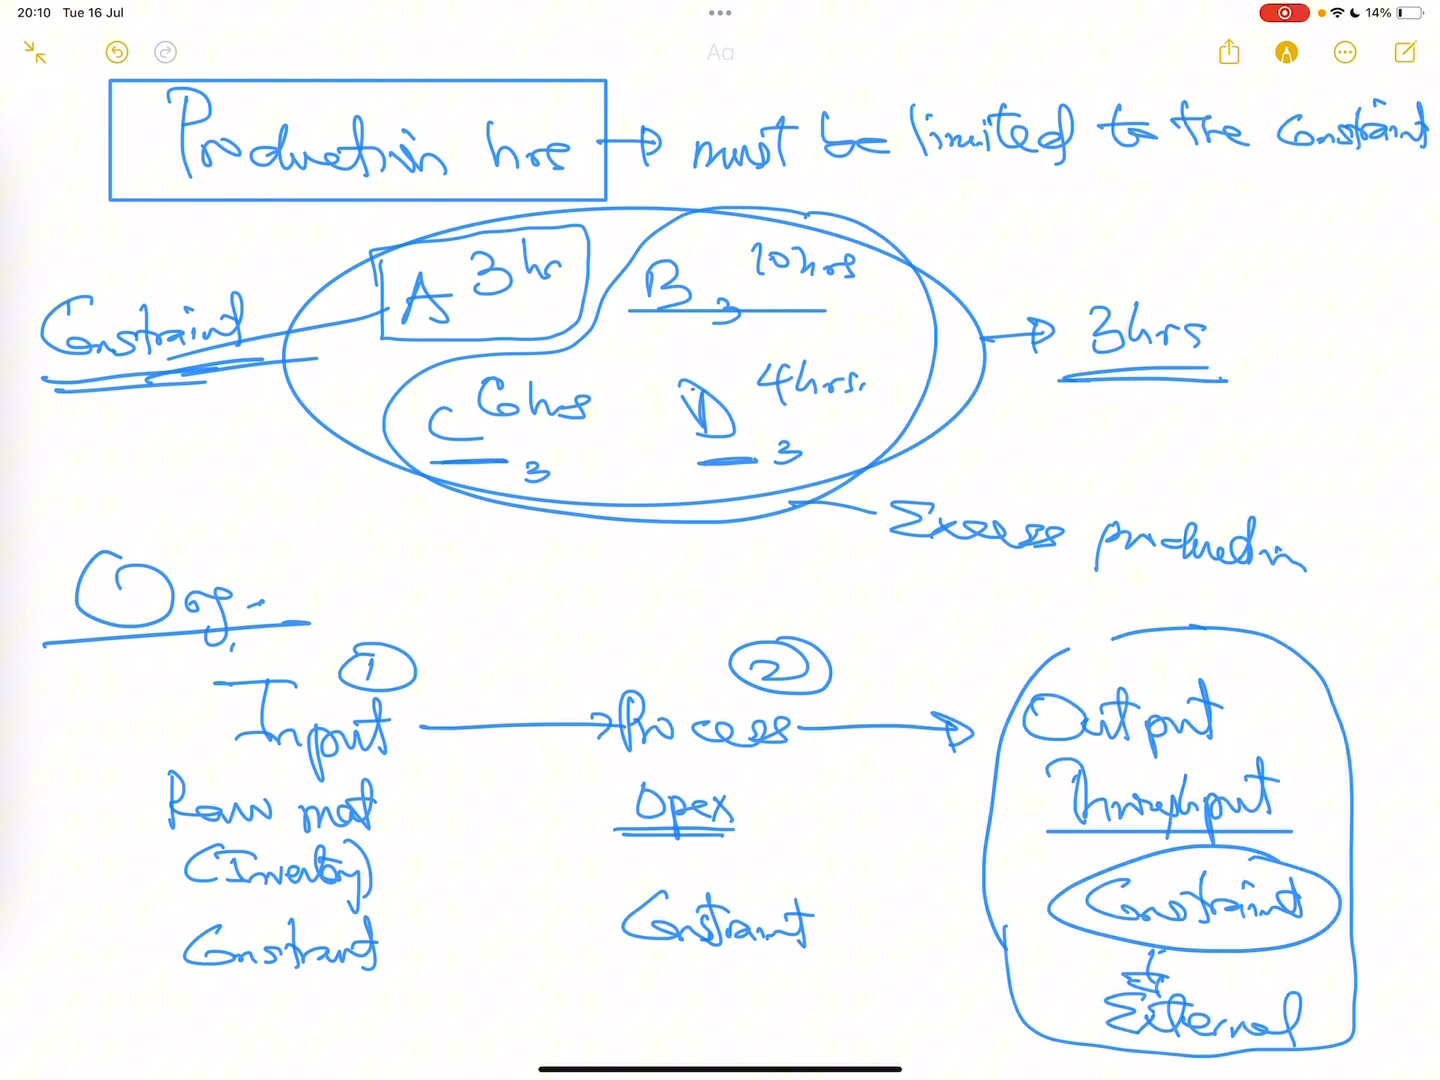 20:10 Tue 16 Jul
14%
Aa
Production hrs → must be limited to the Constraint
A 3hr
B 10hrs
3
Constraint
→ 3hrs
C 6hrs
3
D 4hrs.
3
Excess production
Org.
1
2
Input → Process → Output
Raw mat
Opex
Throughput
(Inventory)
Constraint
Constraint
Constraint
External